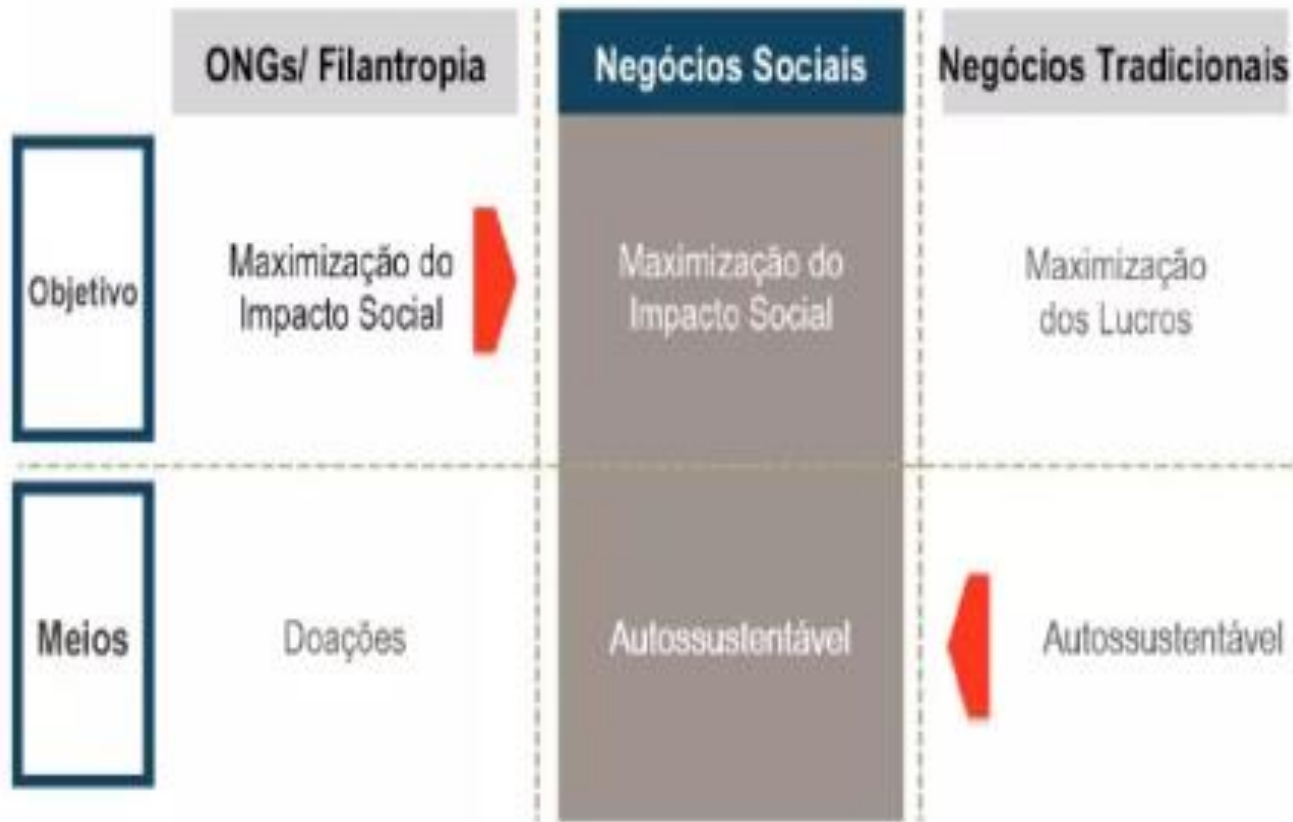 ONGs/ Filantropia
Negócios Sociais
Negócios Tradicionais
Objetivo
Maximização do
Impacto Social
Maximização do
Impacto Social
Maximização
dos Lucros
Meios
Doações
Autossustentável
Autossustentável